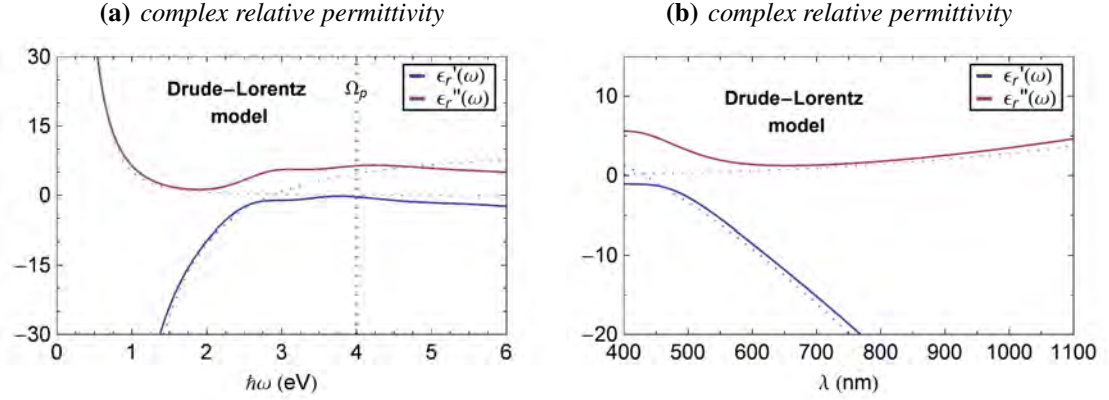 (a) complex relative permittivity
30
15
0
−15
−30
Drude−Lorentz
model
Ωp
ϵr'(ω)
ϵr''(ω)
0 1 2 3 4 5 6
ℏω (eV)
(b) complex relative permittivity
10
0
−10
−20
Drude−Lorentz
model
ϵr'(ω)
ϵr''(ω)
400 500 600 700 800 900 1000 1100
λ (nm)